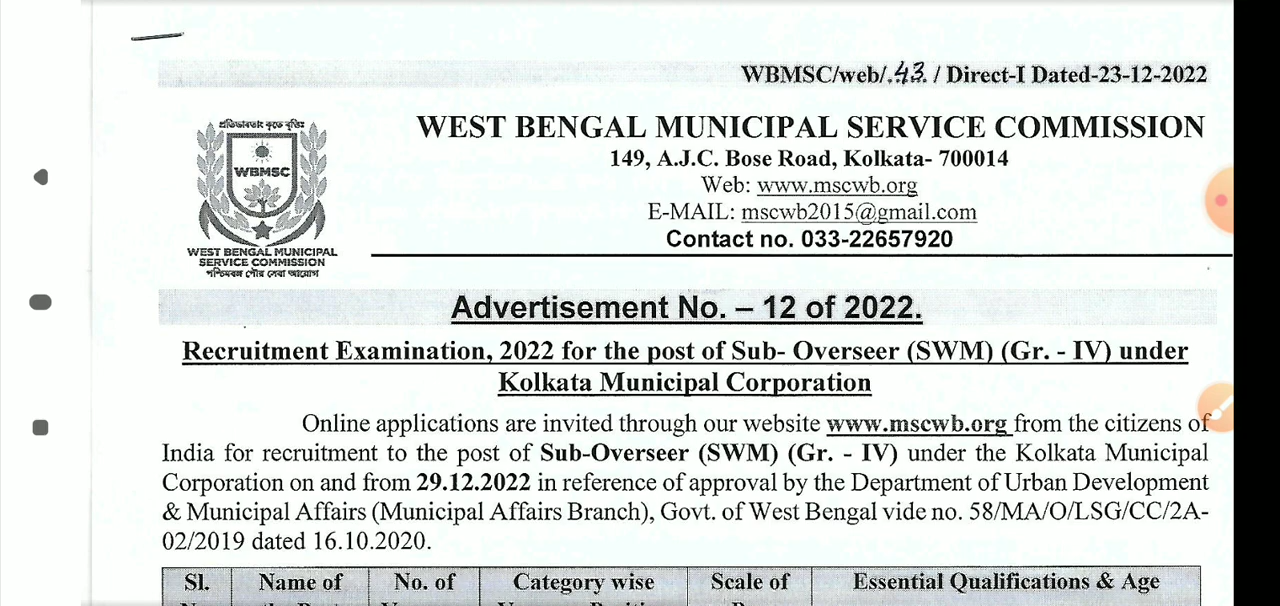 WBMSC/web/.43. / Direct-I Dated-23-12-2022
WEST BENGAL MUNICIPAL SERVICE COMMISSION
149, A.J.C. Bose Road, Kolkata- 700014
Web: www.mscwb.org
E-MAIL: mscwb2015@gmail.com
Contact no. 033-22657920
WBMSC
WEST BENGAL MUNICIPAL
SERVICE COMMISSION
পশ্চিমবঙ্গ পৌর সেবা আয়োগ
Advertisement No. – 12 of 2022.
Recruitment Examination, 2022 for the post of Sub- Overseer (SWM) (Gr. - IV) under
Kolkata Municipal Corporation
Online applications are invited through our website www.mscwb.org from the citizens of
India for recruitment to the post of Sub-Overseer (SWM) (Gr. - IV) under the Kolkata Municipal
Corporation on and from 29.12.2022 in reference of approval by the Department of Urban Development
& Municipal Affairs (Municipal Affairs Branch), Govt. of West Bengal vide no. 58/MA/O/LSG/CC/2A-
02/2019 dated 16.10.2020.
Sl. Name of No. of Category wise Scale of Essential Qualifications & Age